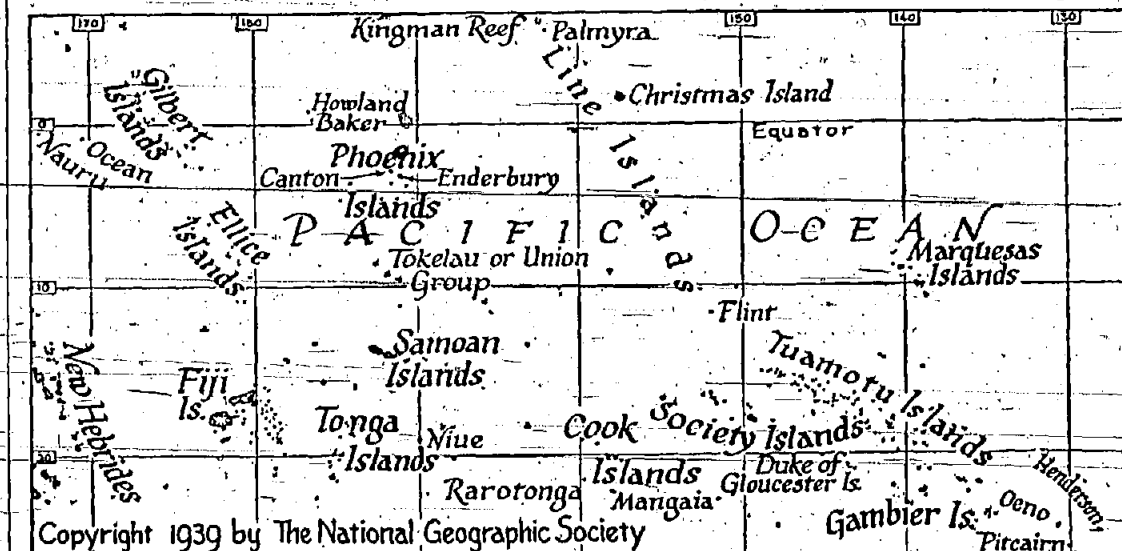 170
180
150
140
130
Kingman Reef
Palmyra
Line Islands
Gilbert
Islands
Howland
Baker
Christmas Island
0
Equator
Ocean
Nauru
Phoenix
Canton
Enderbury
Islands
Ellice
Islands
PACIFIC OCEAN
Marquesas
Islands
Tokelau or Union
Group
10
Flint
Samoan
Islands
Tuamotu Islands
New Hebrides
Fiji
Is.
Tonga
Islands
Niue
Cook
Islands
Society Islands
Duke of
Gloucester Is.
Henderson
Rarotonga
Mangaia
Gambier Is.
Oeno
Pitcairn
Copyright 1939 by The National Geographic Society